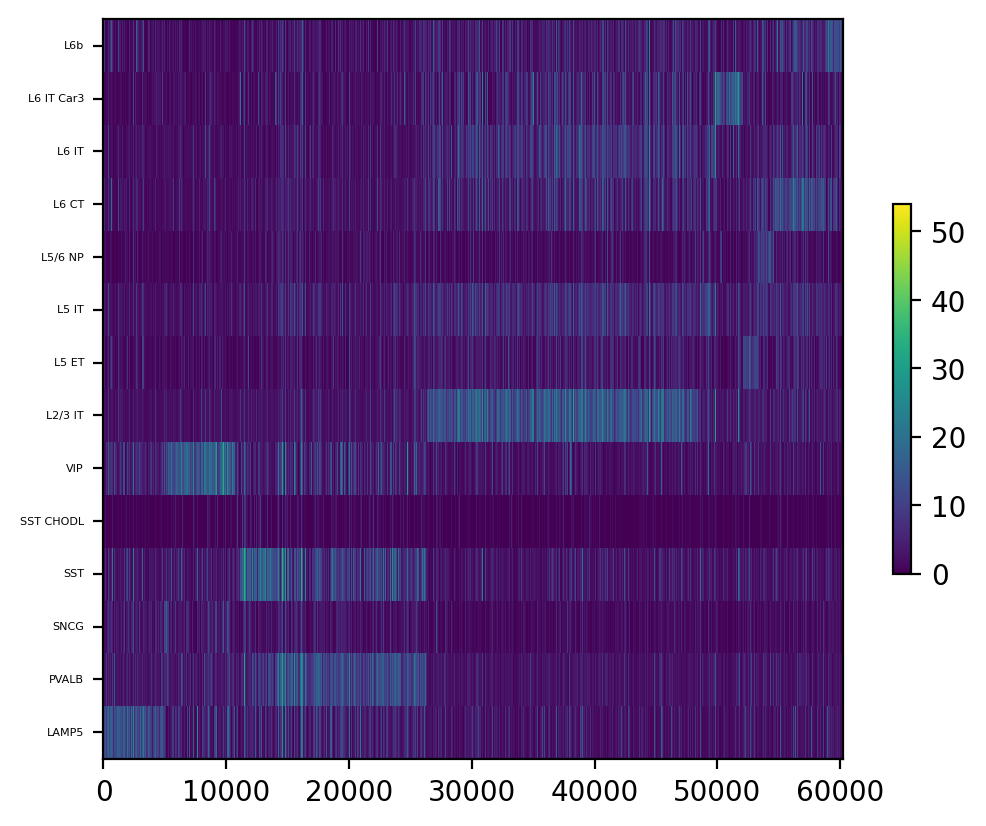 L6b
L6 IT Car3
L6 IT
L6 CT
L5/6 NP
L5 IT
L5 ET
L2/3 IT
VIP
SST CHODL
SST
SNCG
PVALB
LAMP5
0 10000 20000 30000 40000 50000 60000
50
40
30
20
10
0